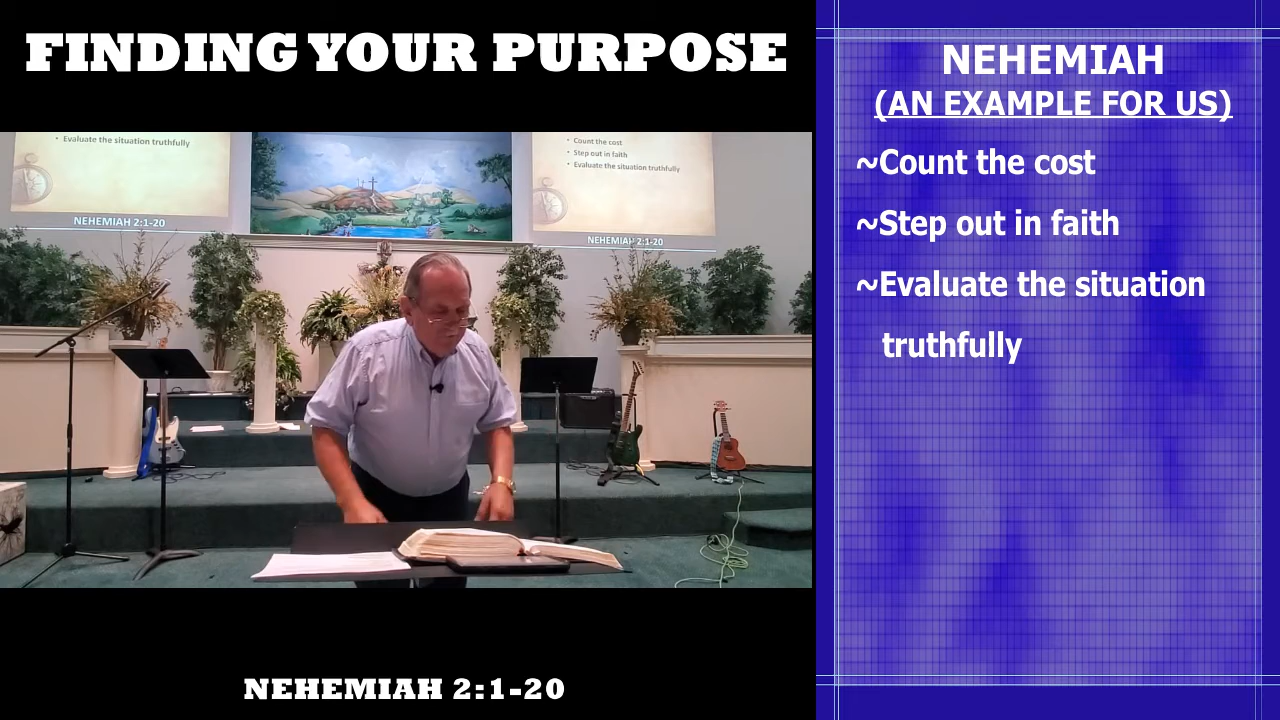 FINDING YOUR PURPOSE
• Evaluate the situation truthfully
NEHEMIAH 2:1-20
• Count the cost
• Step out in faith
• Evaluate the situation truthfully
NEHEMIAH 2:1-20
NEHEMIAH 2:1-20
NEHEMIAH
(AN EXAMPLE FOR US)
~Count the cost
~Step out in faith
~Evaluate the situation
truthfully